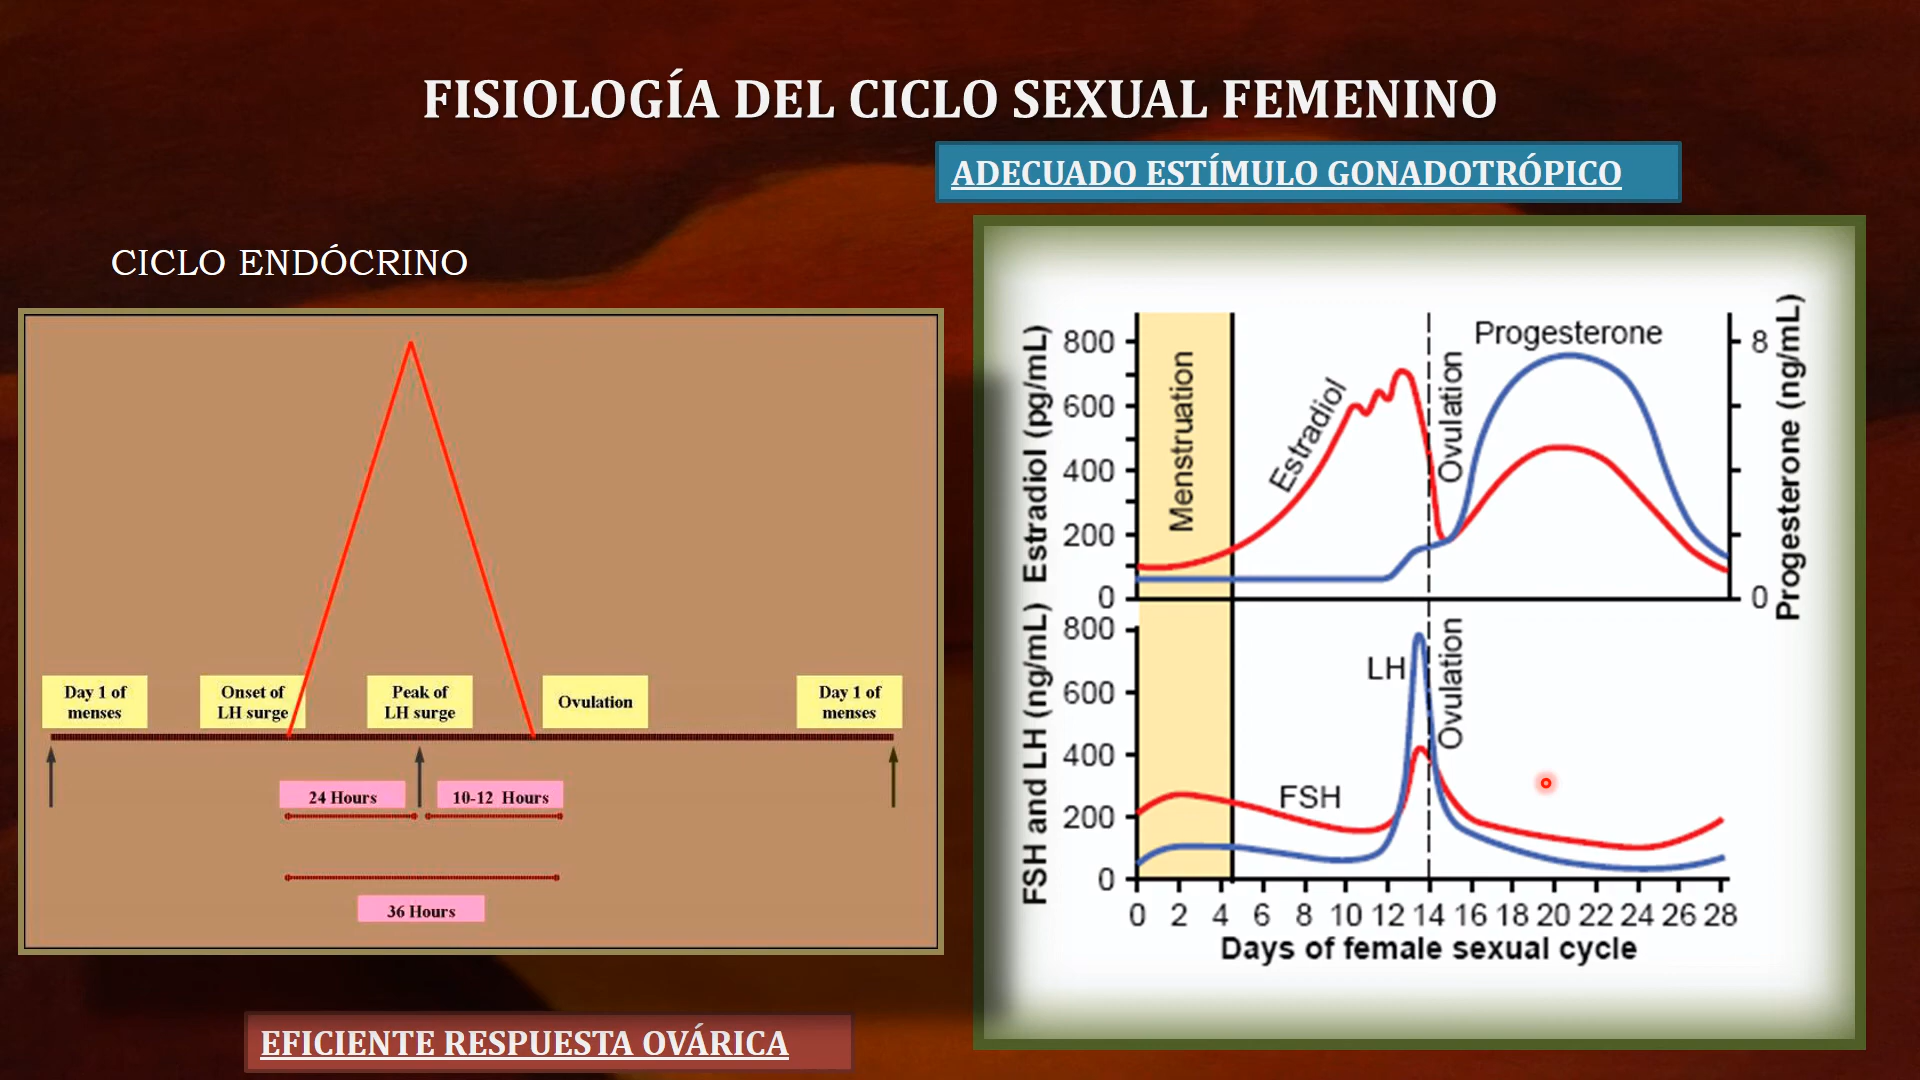 FISIOLOGÍA DEL CICLO SEXUAL FEMENINO
ADECUADO ESTÍMULO GONADOTRÓPICO
CICLO ENDÓCRINO
Day 1 of
menses
Onset of
LH surge
Peak of
LH surge
Ovulation
Day 1 of
menses
24 Hours
10-12 Hours
36 Hours
EFICIENTE RESPUESTA OVÁRICA
Estradiol (pg/mL)
800
600
400
200
0
Menstruation
Estradiol
Ovulation
Progesterone
8
0
Progesterone (ng/mL)
FSH and LH (ng/mL)
800
600
400
200
0
LH
FSH
Ovulation
0 2 4 6 8 10 12 14 16 18 20 22 24 26 28
Days of female sexual cycle